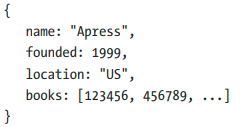 {
name: "Apress",
founded: 1999,
location: "US",
books: [123456, 456789, ...]
}